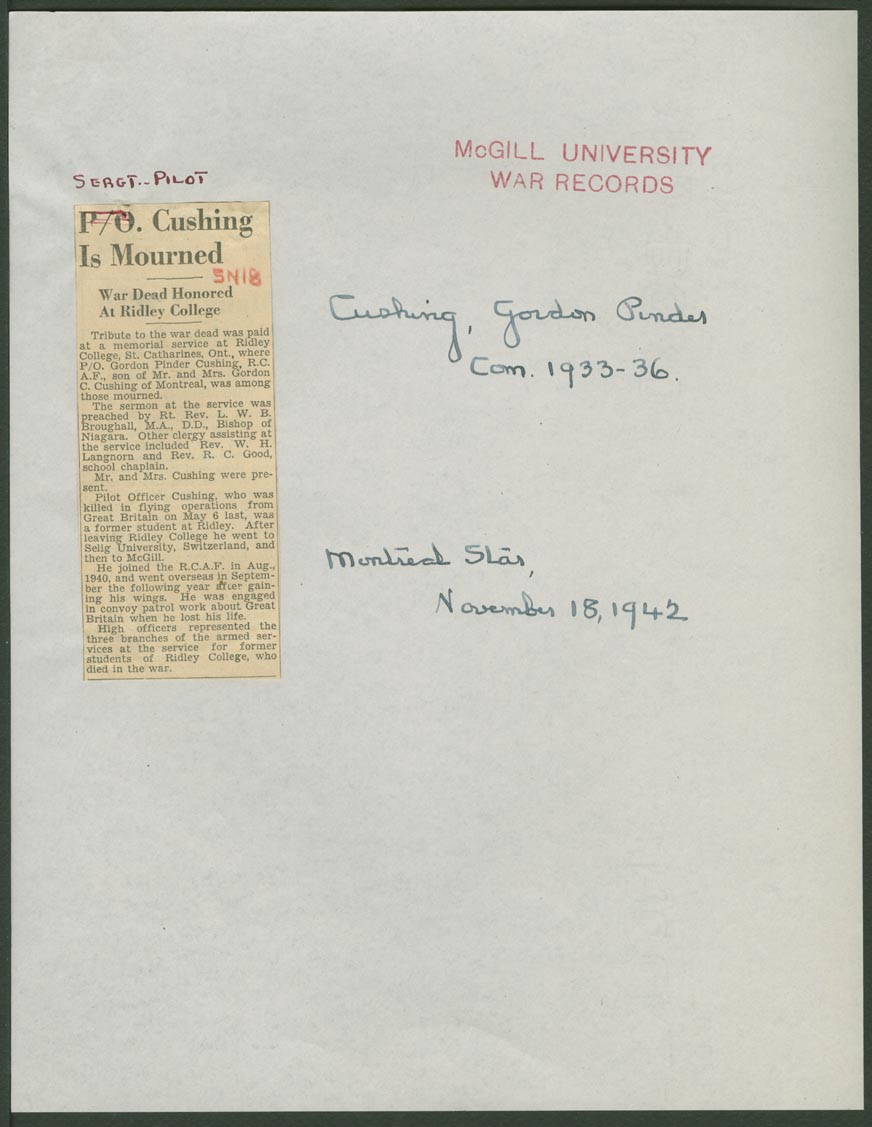 McGILL UNIVERSITY
WAR RECORDS
SERGT.-PILOT
P/O. Cushing
Is Mourned
SN18
War Dead Honored
At Ridley College
Tribute to the war dead was paid
at a memorial service at Ridley
College, St. Catharines, Ont., where
P/O. Gordon Pinder Cushing, R.C.
A.F., son of Mr. and Mrs. Gordon
C. Cushing of Montreal, was among
those mourned.
The sermon at the service was
preached by Rt. Rev. L. W. B.
Broughall, M.A., D.D., Bishop of
Niagara. Other clergy assisting at
the service included Rev. W. H.
Langnorn and Rev. R. C. Good,
school chaplain.
Mr. and Mrs. Cushing were pre-
sent.
Pilot Officer Cushing, who was
killed in flying operations from
Great Britain on May 6 last, was
a former student at Ridley. After
leaving Ridley College he went to
Selig University, Switzerland, and
then to McGill.
He joined the R.C.A.F. in Aug.,
1940, and went overseas in Septem-
ber the following year after gain-
ing his wings. He was engaged
in convoy patrol work about Great
Britain when he lost his life.
High officers represented the
three branches of the armed ser-
vices at the service for former
students of Ridley College, who
died in the war.
Cushing, Gordon Pinder
Com. 1933-36.
Montreal Star,
November 18, 1942